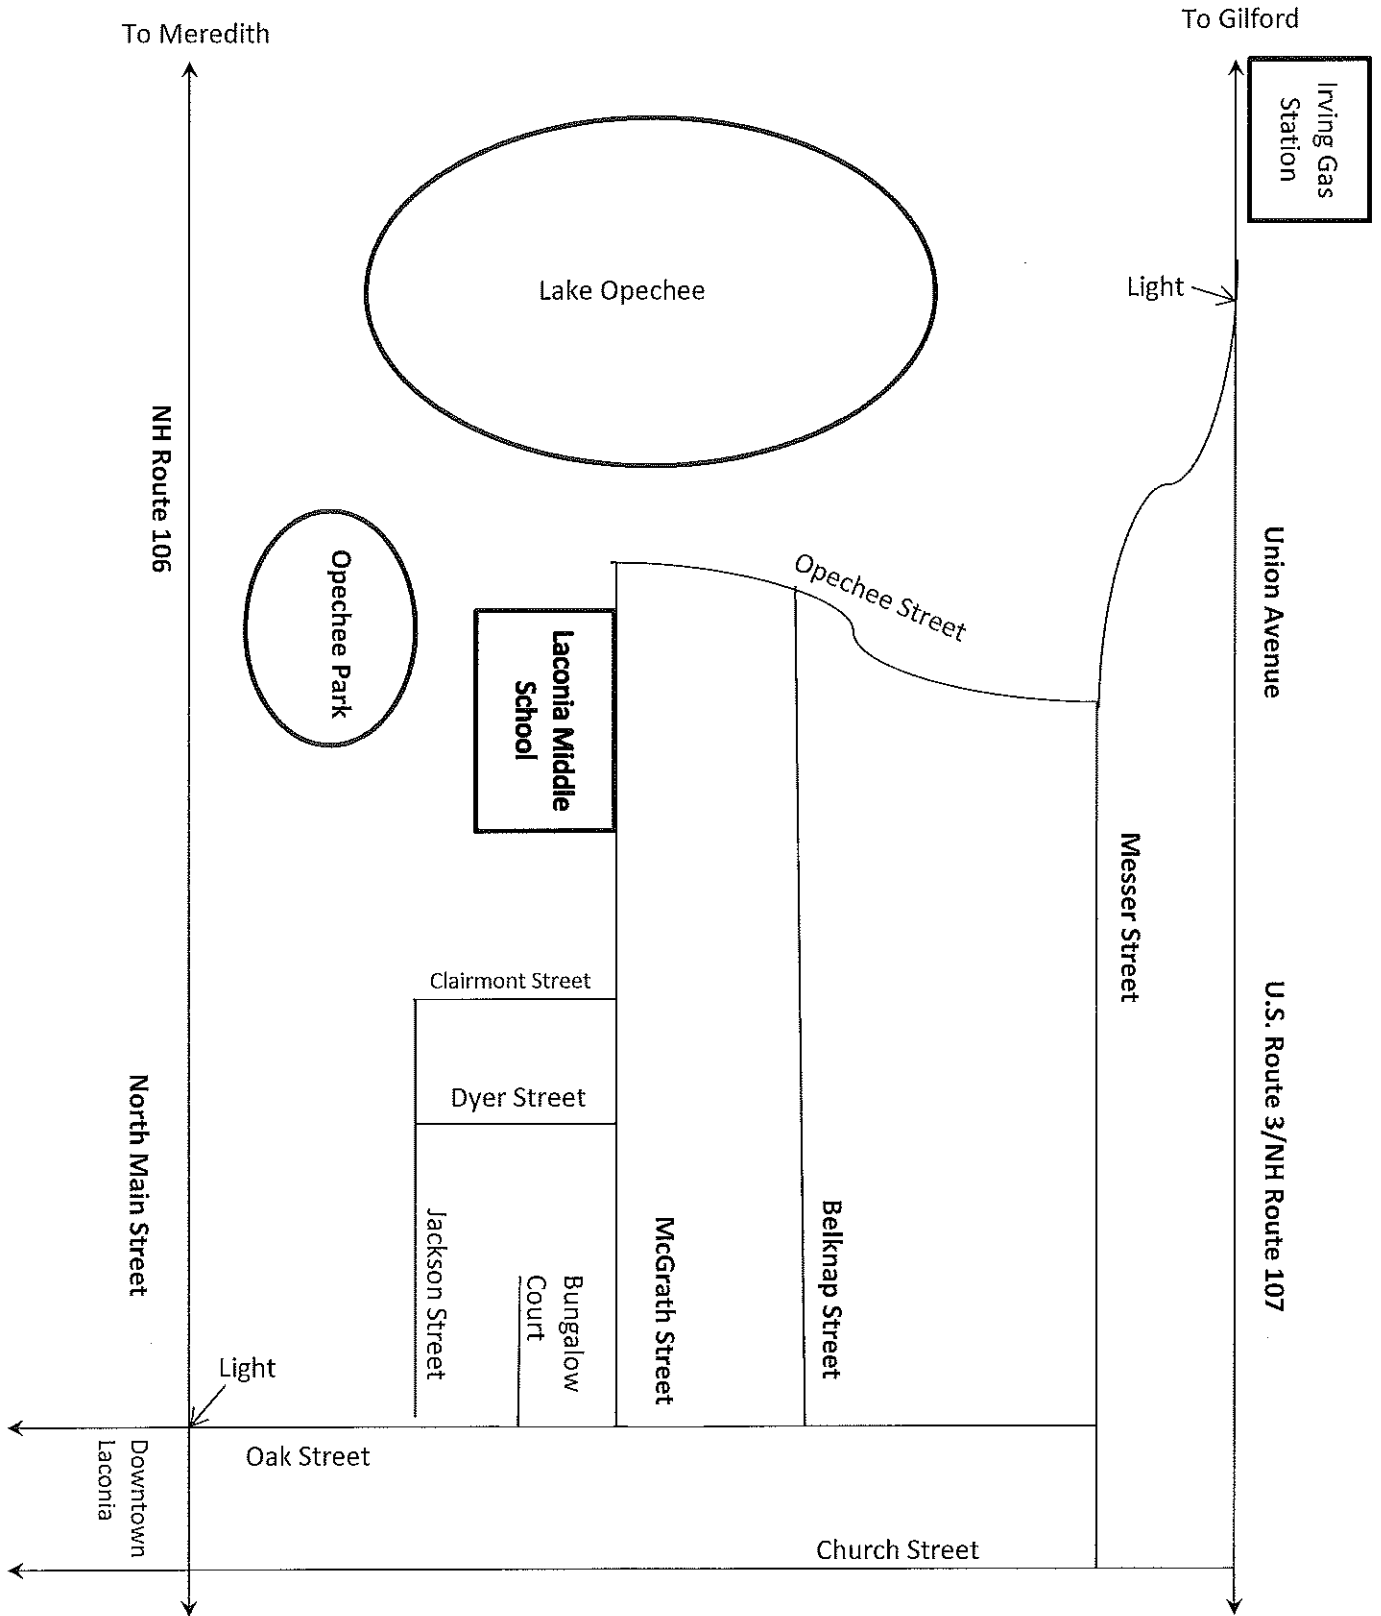 To Meredith
To Gilford
Irving Gas
Station
Lake Opechee
Light
NH Route 106
Opechee Park
Laconia Middle
School
Opechee Street
Union Avenue
Messer Street
U.S. Route 3/NH Route 107
Clairmont Street
Dyer Street
North Main Street
Jackson Street
Bungalow
Court
McGrath Street
Belknap Street
Light
Oak Street
Downtown
Laconia
Church Street